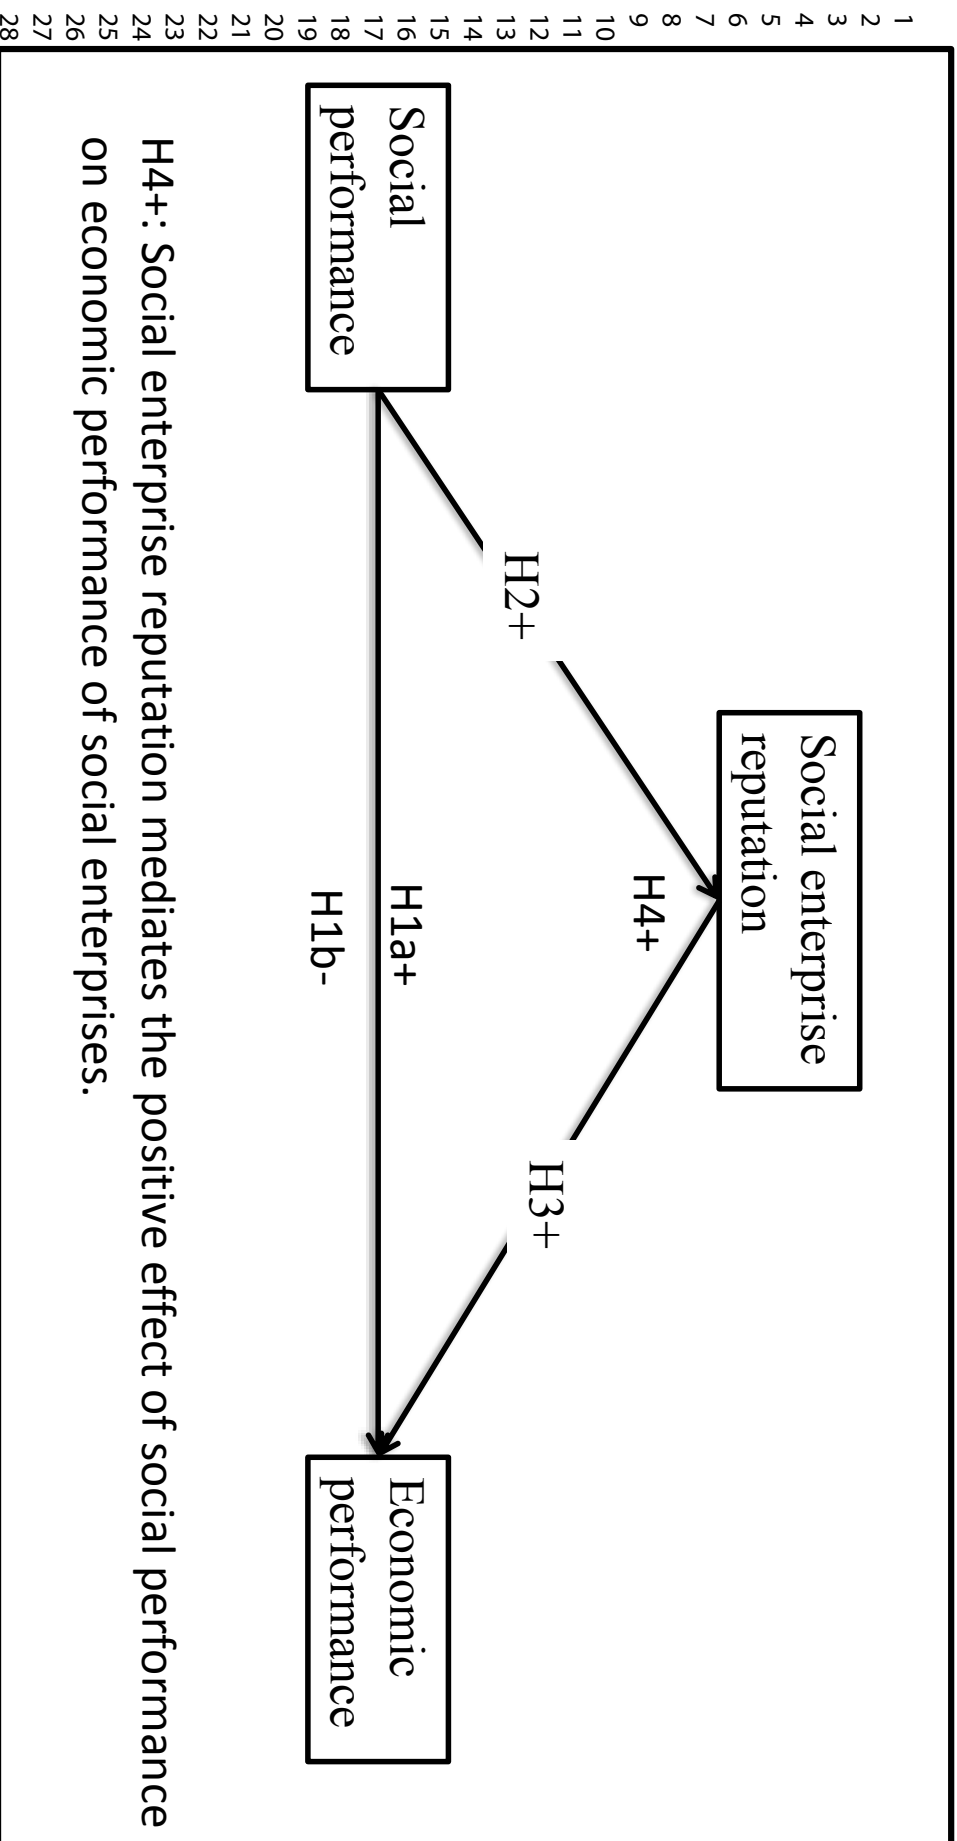 1
2
3
4
5
6
7
8
9
10
11
12
13
14
15
16
17
18
19
20
21
22
23
24
25
26
27
28
Social enterprise
reputation
H4+
H2+
H3+
Social
performance
H1a+
H1b-
Economic
performance
H4+: Social enterprise reputation mediates the positive effect of social performance
on economic performance of social enterprises.